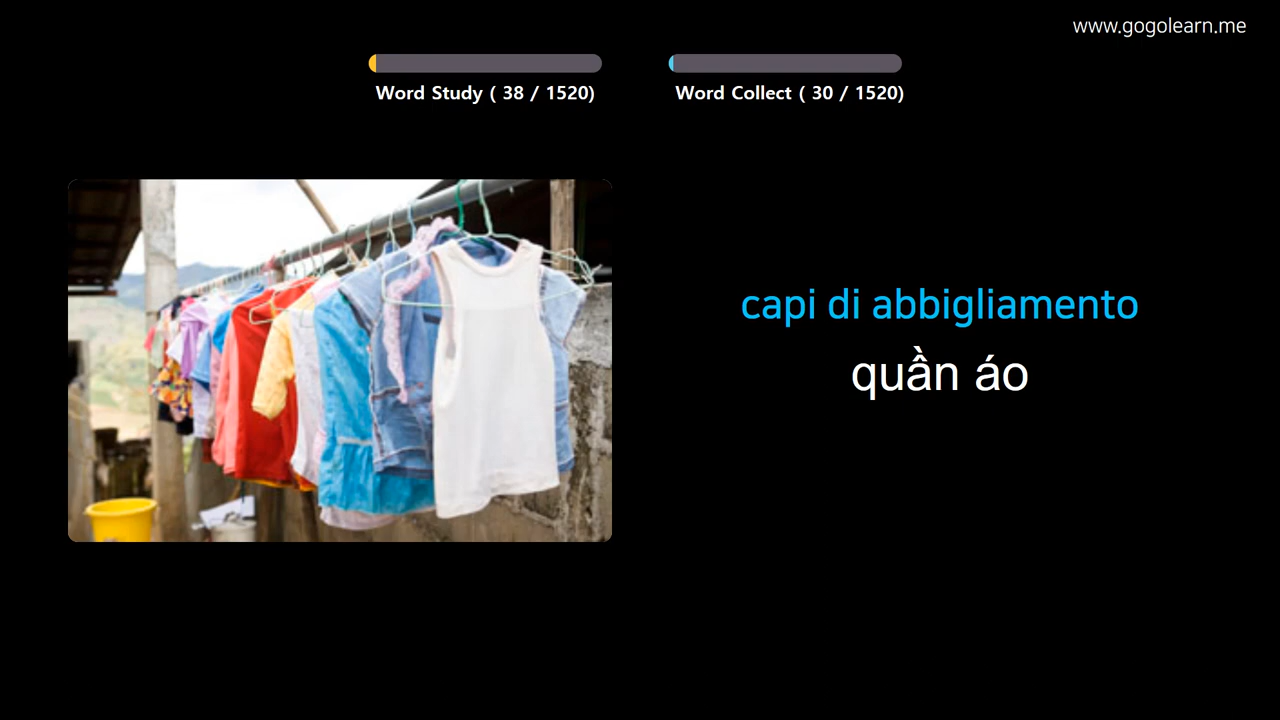 www.gogolearn.me
Word Study ( 38 / 1520)
Word Collect ( 30 / 1520)
capi di abbigliamento
quần áo